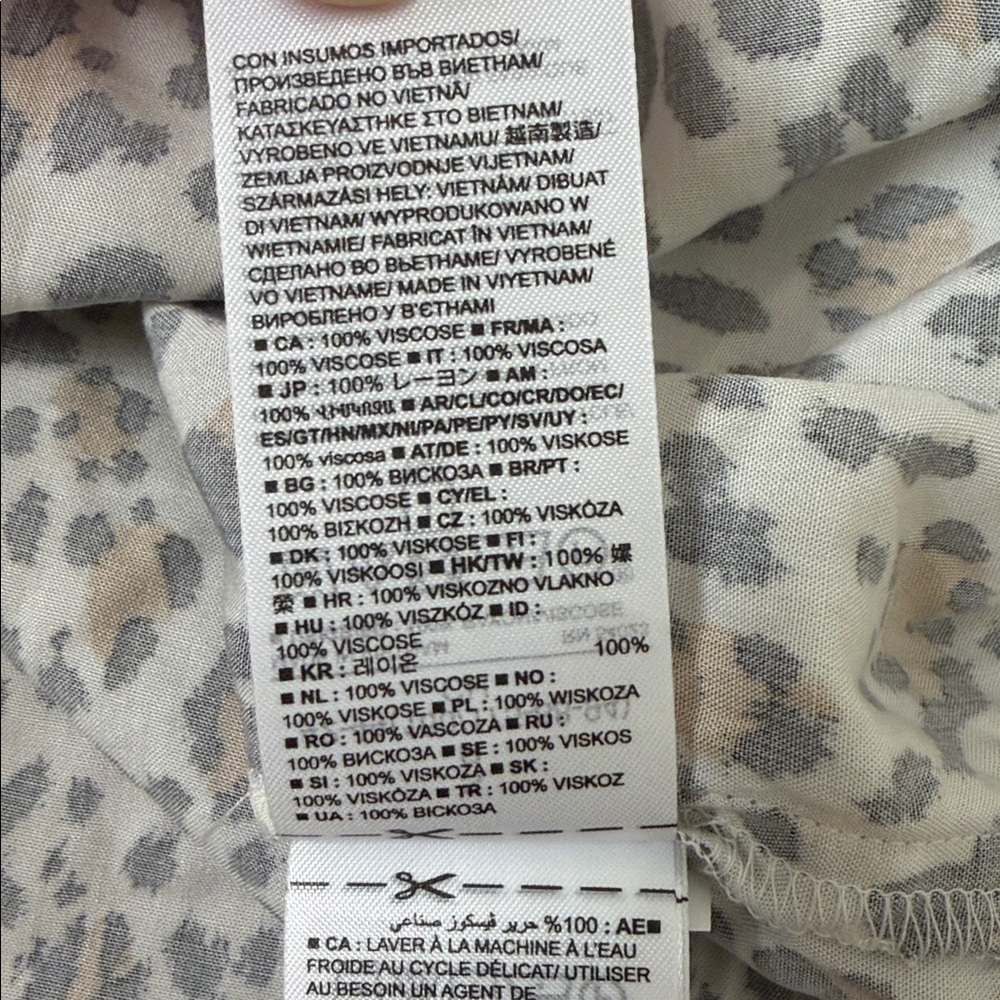 CON INSUMOS IMPORTADOS/
ПРОИЗВЕДЕНО ВЪВ ВИЕТНАМ/
FABRICADO NO VIETNÃ/
ΚΑΤΑΣΚΕΥΑΣΤΗΚΕ ΣΤΟ ΒΙΕΤΝΑΜ/
VYROBENO VE VIETNAMU/ 越南製造/
ZEMLJA PROIZVODNJE VIJETNAM/
SZÁRMAZÁSI HELY: VIETNÁM/ DIBUAT
DI VIETNAM/ WYPRODUKOWANO W
WIETNAMIE/ FABRICAT ÎN VIETNAM/
СДЕЛАНО ВО ВЬЕТНАМЕ/ VYROBENÉ
VO VIETNAME/ MADE IN VIYETNAM/
ВИРОБЛЕНО У В'ЄТНАМІ
■ CA : 100% VISCOSE ■ FR/MA :
100% VISCOSE ■ IT : 100% VISCOSA
■ JP : 100% レーヨン ■ AM :
100% ՎԻՍԿՈԶԱ ■ AR/CL/CO/CR/DO/EC/
ES/GT/HN/MX/NI/PA/PE/PY/SV/UY :
100% viscosa ■ AT/DE : 100% VISKOSE
■ BG : 100% ВИСКОЗА ■ BR/PT :
100% VISCOSE ■ CY/EL :
100% ΒΙΣΚΟΖΗ ■ CZ : 100% VISKÓZA
■ DK : 100% VISKOSE ■ FI :
100% VISKOOSI ■ HK/TW : 100% 嫘
縈 ■ HR : 100% VISKOZNO VLAKNO
■ HU : 100% VISZKÓZ ■ ID :
100% VISCOSE
■ KR : 레이온 100%
■ NL : 100% VISCOSE ■ NO :
100% VISKOSE ■ PL : 100% WISKOZA
■ RO : 100% VASCOZA ■ RU :
100% ВИСКОЗА ■ SE : 100% VISKOS
■ SI : 100% VISKOZA ■ SK :
100% VISKÓZA ■ TR : 100% VISKOZ
■ UA : 100% ВІСКОЗА
■AE : 100% حرير ڤيسكوز صناعي
■ CA : LAVER À LA MACHINE À L'EAU
FROIDE AU CYCLE DÉLICAT/ UTILISER
AU BESOIN UN AGENT DE